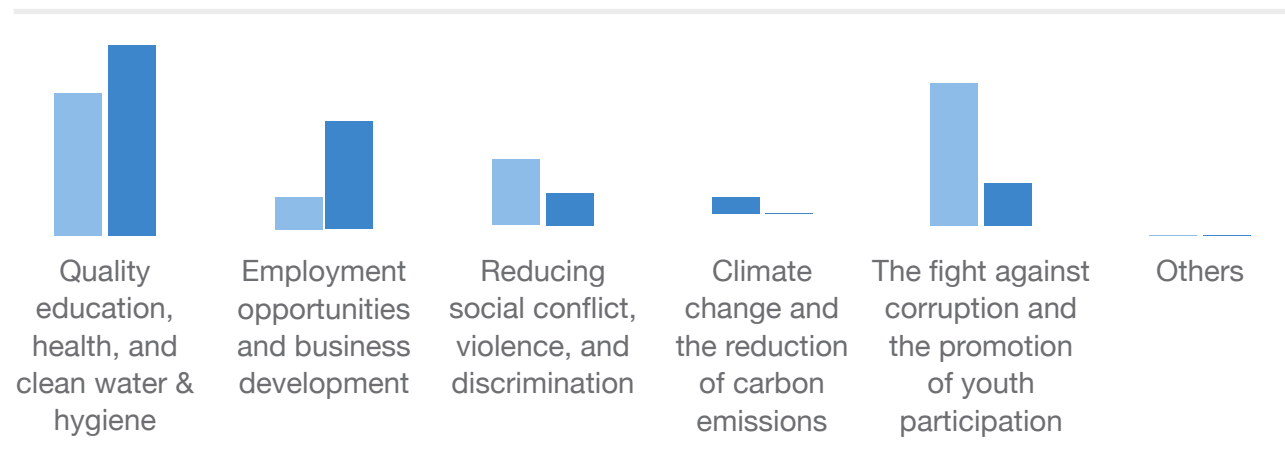 Quality
education,
health, and
clean water &
hygiene
Employment
opportunities
and business
development
Reducing
social conflict,
violence, and
discrimination
Climate
change and
the reduction
of carbon
emissions
The fight against
corruption and
the promotion
of youth
participation
Others